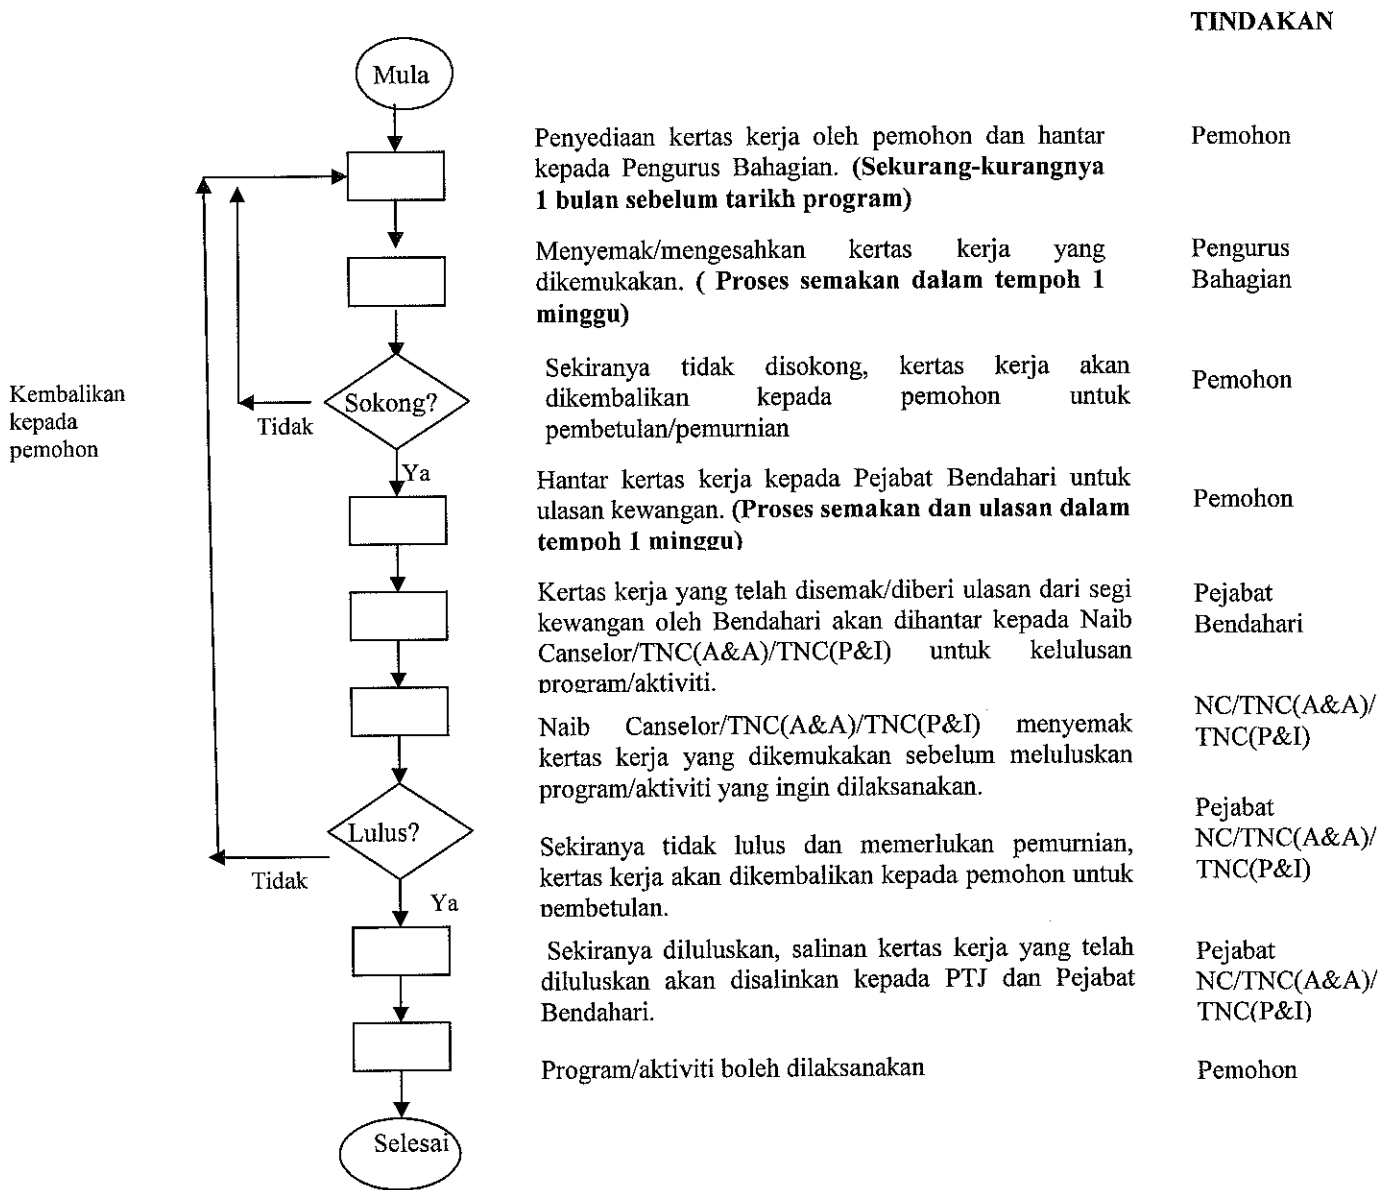 TINDAKAN
Mula
Penyediaan kertas kerja oleh pemohon dan hantar
kepada Pengurus Bahagian. (Sekurang-kurangnya
1 bulan sebelum tarikh program)
Pemohon
Menyemak/mengesahkan kertas kerja yang
dikemukakan. ( Proses semakan dalam tempoh 1
minggu)
Pengurus
Bahagian
Kembalikan
kepada
pemohon
Sokong?
Tidak
Ya
Sekiranya tidak disokong, kertas kerja akan
dikembalikan kepada pemohon untuk
pembetulan/pemurnian
Pemohon
Hantar kertas kerja kepada Pejabat Bendahari untuk
ulasan kewangan. (Proses semakan dan ulasan dalam
tempoh 1 minggu)
Pemohon
Kertas kerja yang telah disemak/diberi ulasan dari segi
kewangan oleh Bendahari akan dihantar kepada Naib
Canselor/TNC(A&A)/TNC(P&I) untuk kelulusan
program/aktiviti.
Pejabat
Bendahari
Naib Canselor/TNC(A&A)/TNC(P&I) menyemak
kertas kerja yang dikemukakan sebelum meluluskan
program/aktiviti yang ingin dilaksanakan.
NC/TNC(A&A)/
TNC(P&I)
Lulus?
Tidak
Ya
Sekiranya tidak lulus dan memerlukan pemurnian,
kertas kerja akan dikembalikan kepada pemohon untuk
pembetulan.
Pejabat
NC/TNC(A&A)/
TNC(P&I)
Sekiranya diluluskan, salinan kertas kerja yang telah
diluluskan akan disalinkan kepada PTJ dan Pejabat
Bendahari.
Pejabat
NC/TNC(A&A)/
TNC(P&I)
Program/aktiviti boleh dilaksanakan
Pemohon
Selesai